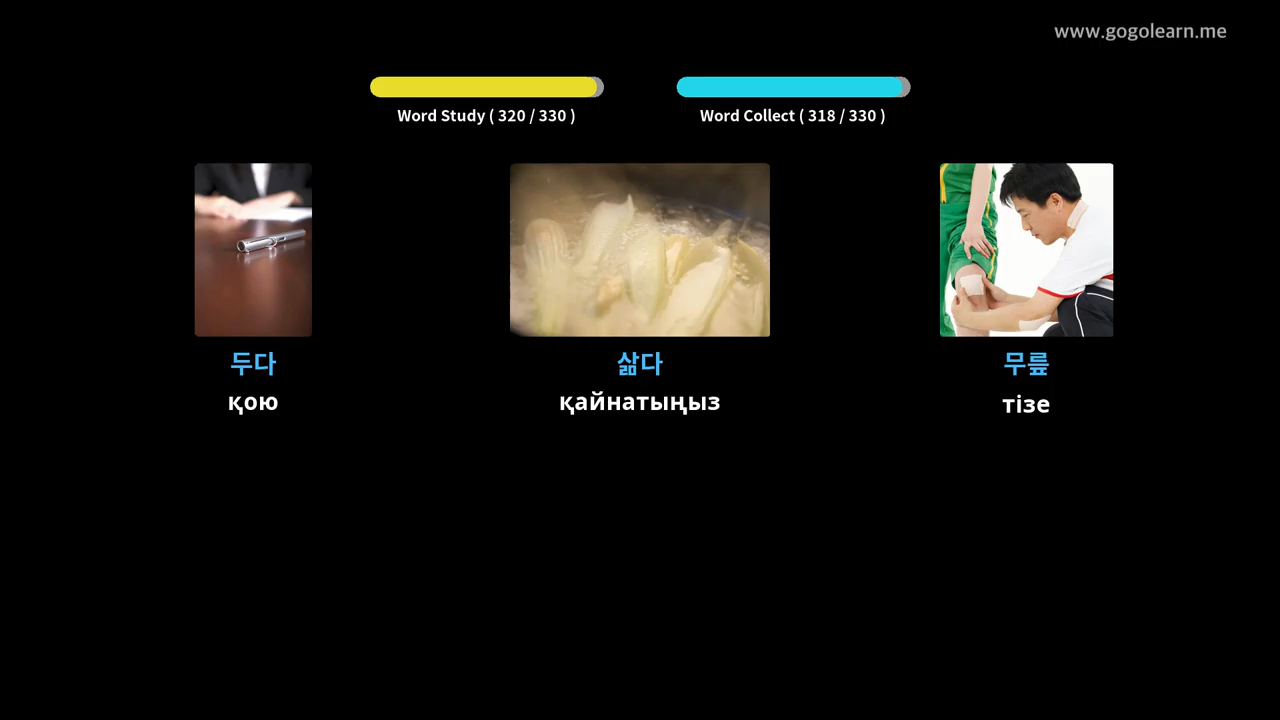 www.gogolearn.me
Word Study ( 320 / 330 )
Word Collect ( 318 / 330 )
두다
삶다
무릎
қою
қайнатыңыз
тізе